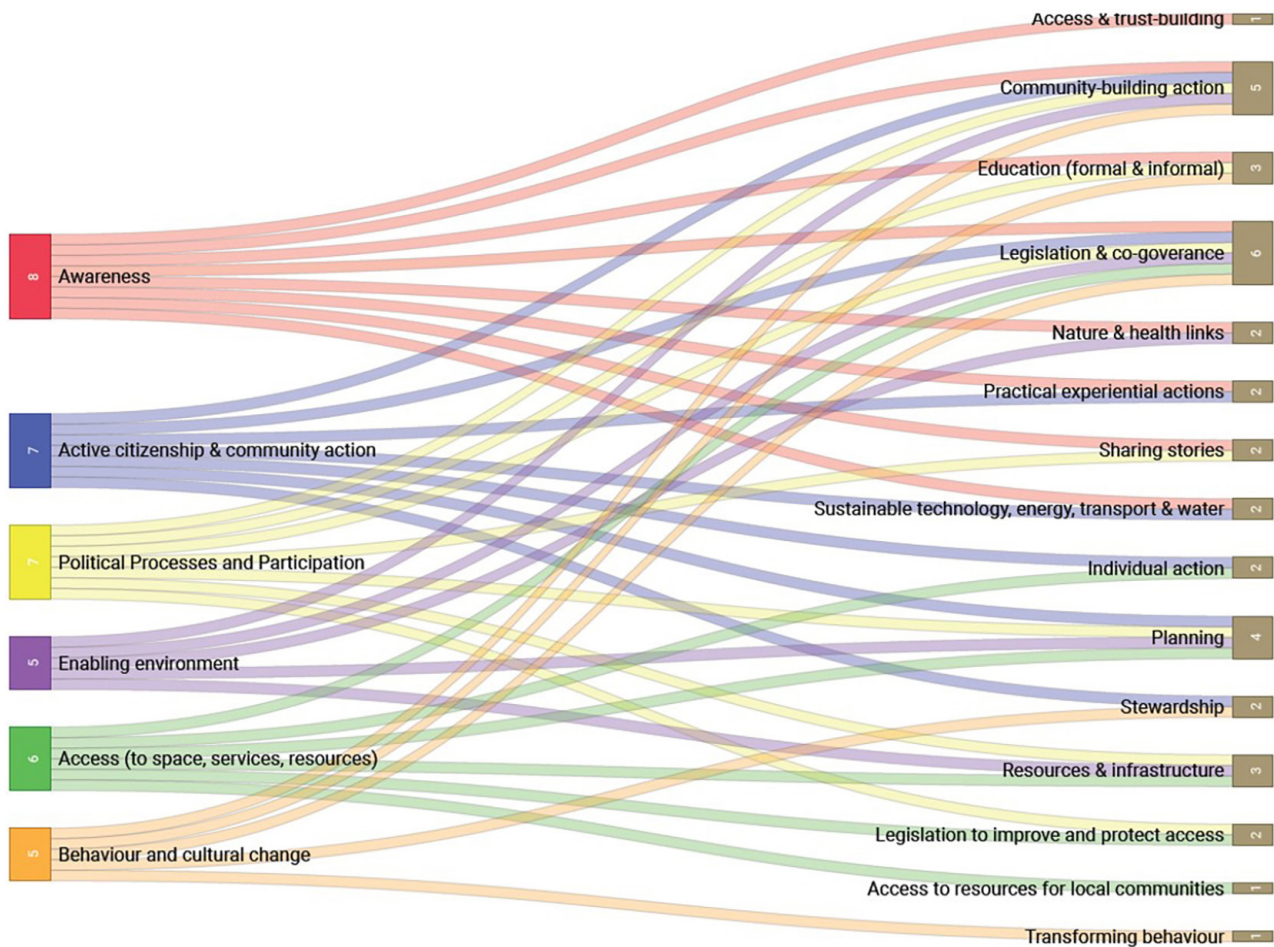 8
Awareness
7
Active citizenship & community action
7
Political Processes and Participation
5
Enabling environment
6
Access (to space, services, resources)
5
Behaviour and cultural change
Access & trust-building
1
Community-building action
5
Education (formal & informal)
3
Legislation & co-goverance
6
Nature & health links
2
Practical experiential actions
2
Sharing stories
2
Sustainable technology, energy, transport & water
2
Individual action
2
Planning
4
Stewardship
2
Resources & infrastructure
3
Legislation to improve and protect access
2
Access to resources for local communities
1
Transforming behaviour
1